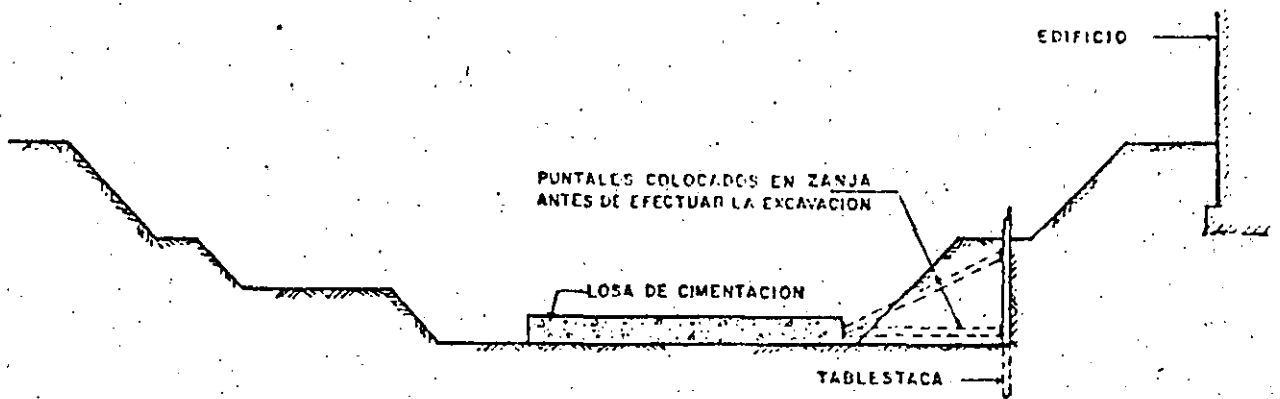 EDIFICIO
PUNTALES COLOCADOS EN ZANJA
ANTES DE EFECTUAR LA EXCAVACION
LOSA DE CIMENTACION
TABLESTACA